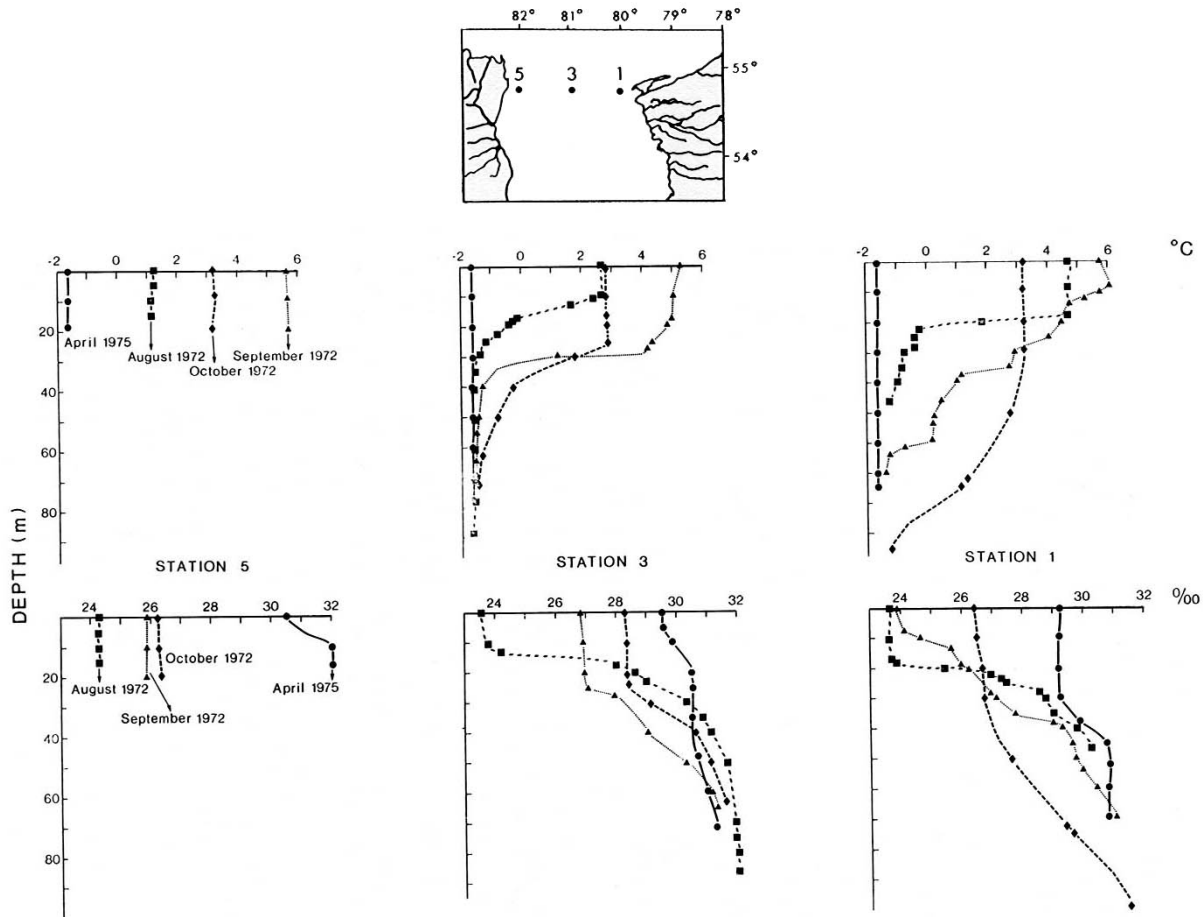 82° 81° 80° 79° 78°
55°
5 3 1
54°
-2 0 2 4 6
-2 0 2 4 6
-2 0 2 4 6 °C
20
April 1975 August 1972 September 1972
October 1972
40
60
80
DEPTH (m)
STATION 5 STATION 3 STATION 1
24 26 28 30 32
24 26 28 30 32
24 26 28 30 32 ‰
October 1972
August 1972 April 1975
20
September 1972
40
60
80